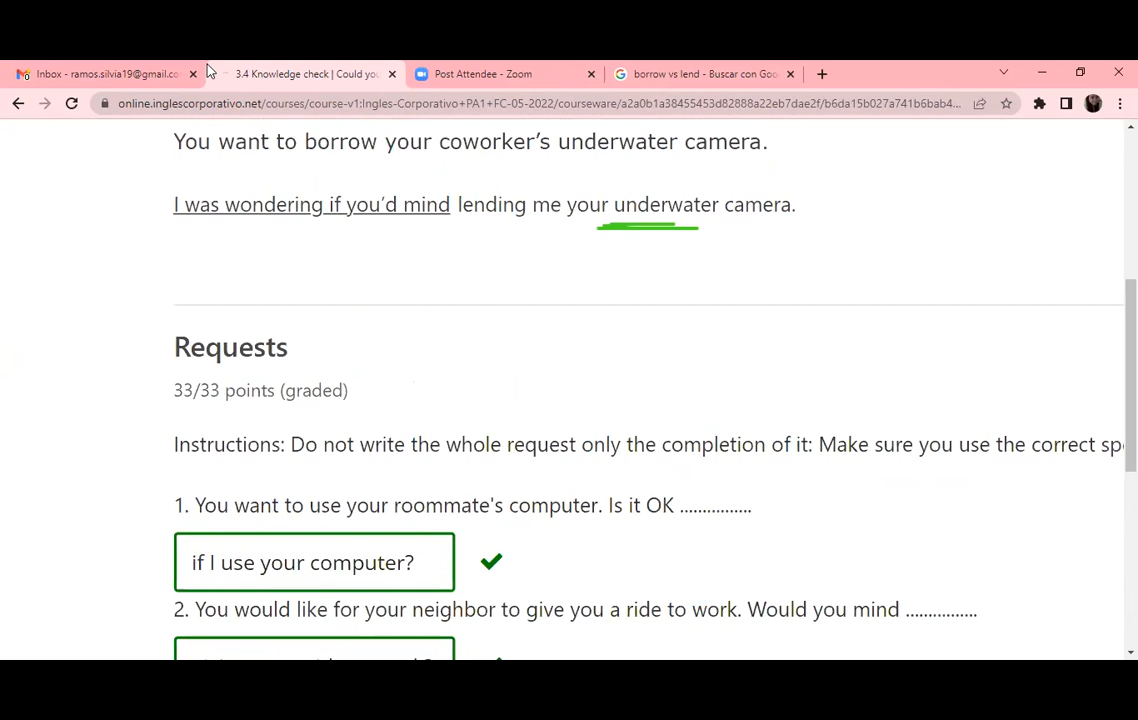 Inbox - ramos.silvia19@gmail.co
3.4 Knowledge check | Could you
Post Attendee - Zoom
borrow vs lend - Buscar con Goo
online.inglescorporativo.net/courses/course-v1:Ingles-Corporativo+PA1+FC-05-2022/courseware/a2a0b1a38455453d82888a22eb7dae2f/b6da15b027a741b6bab4...
You want to borrow your coworker’s underwater camera.
I was wondering if you’d mind lending me your underwater camera.
Requests
33/33 points (graded)
Instructions: Do not write the whole request only the completion of it: Make sure you use the correct sp
1. You want to use your roommate's computer. Is it OK ................
if I use your computer?
2. You would like for your neighbor to give you a ride to work. Would you mind ................